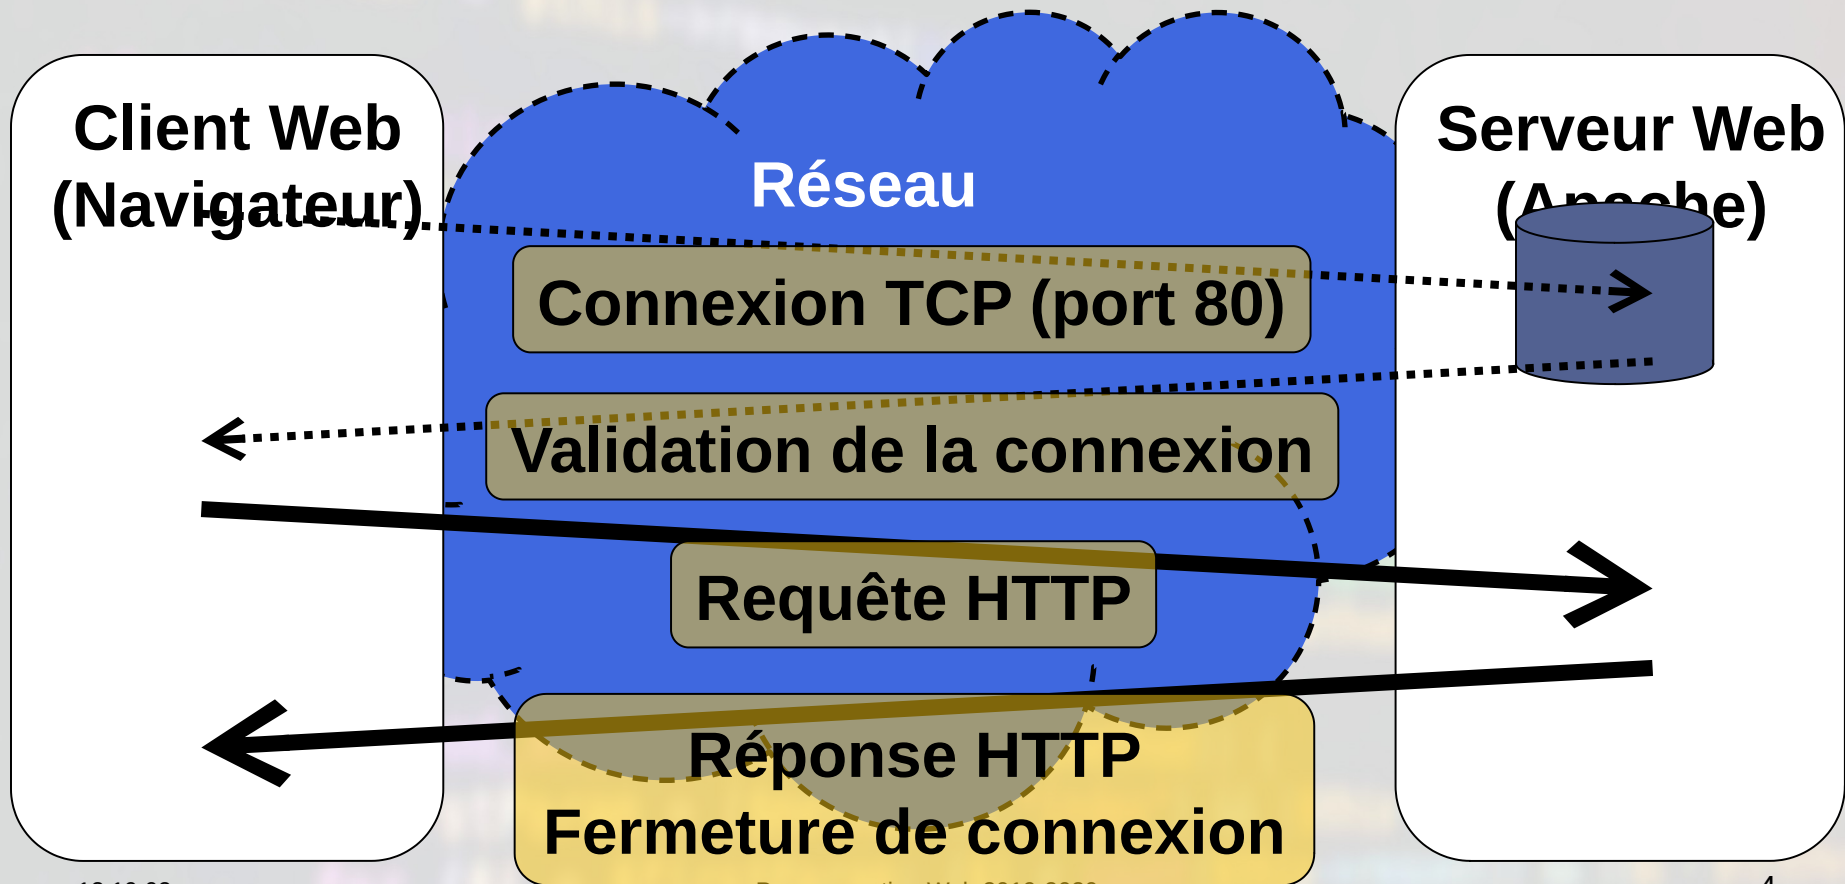 Client Web
(Navigateur)
Réseau
Serveur Web
(Apache)
Connexion TCP (port 80)
Validation de la connexion
Requête HTTP
Réponse HTTP
Fermeture de connexion